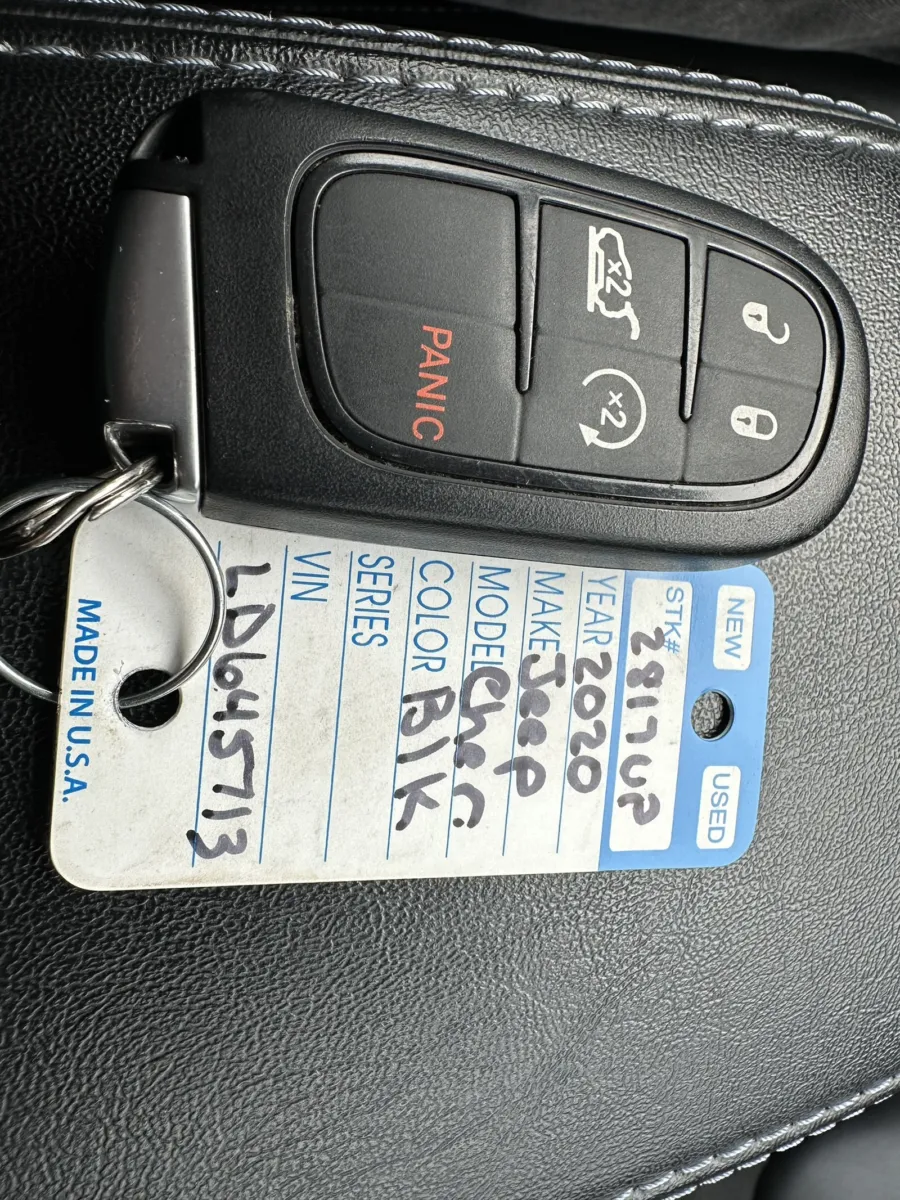 x2
x2
PANIC
NEW
USED
STK# 2817UP
YEAR 2020
MAKE Jeep
MODEL CheC
COLOR BlK
SERIES
VIN
LD645713
MADE IN U.S.A.